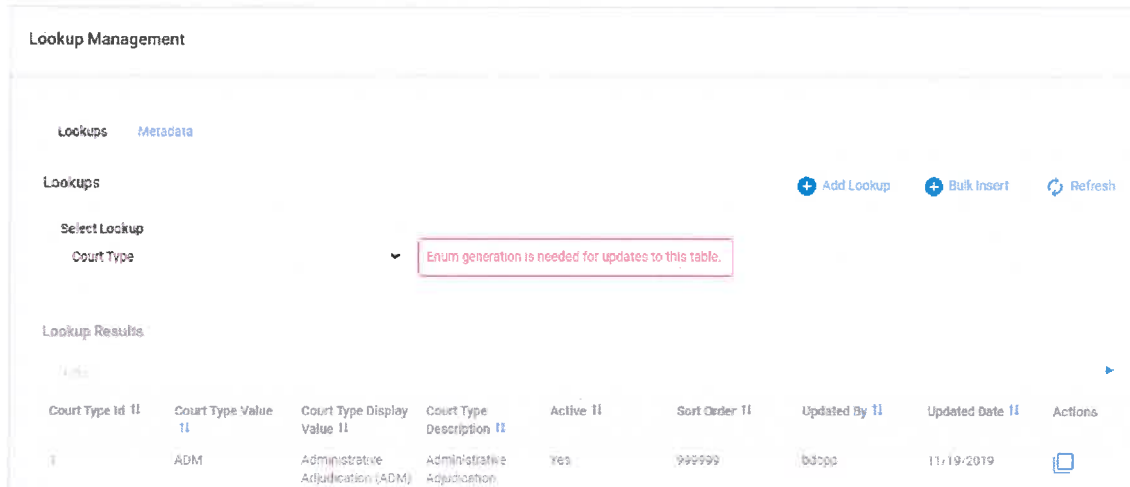 Lookup Management
Lookups Metadata
Lookups Add Lookup Bulk Insert Refresh
Select Lookup
Court Type Enum generation is needed for updates to this table.
Lookup Results
Court Type Id Court Type Value Court Type Display Value Court Type Description Active Sort Order Updated By Updated Date Actions
1 ADM Administrative Adjudication (ADM) Administrative Adjudication Yes 999999 11/19/2019